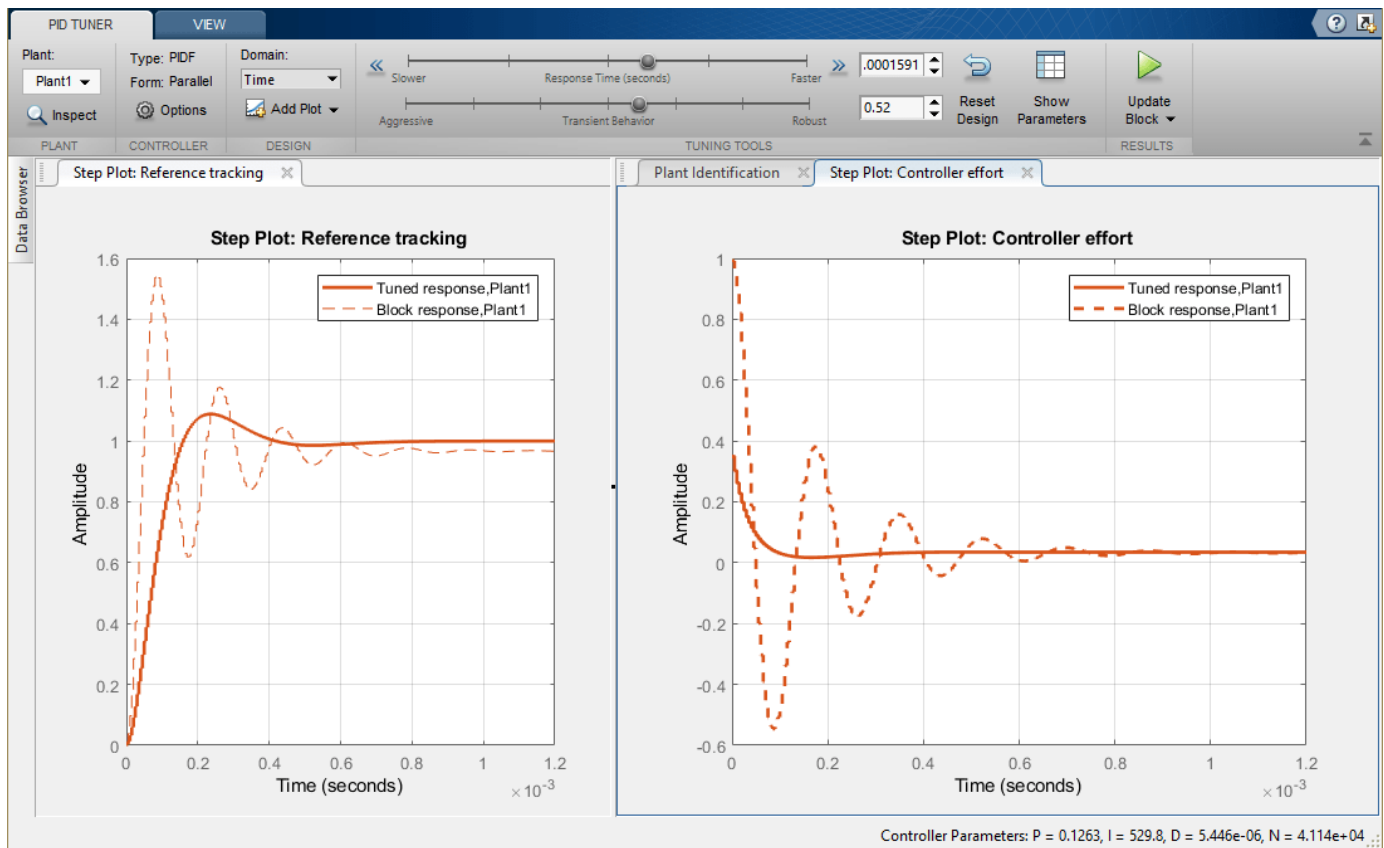 PID TUNER VIEW
Plant: Type: PIDF Domain:
Plant1 Form: Parallel Time
Slower Response Time (seconds) Faster .0001591
Inspect Options Add Plot
Aggressive Transient Behavior Robust 0.52
Reset Design Show Parameters Update Block
PLANT CONTROLLER DESIGN TUNING TOOLS RESULTS
Data Browser
Step Plot: Reference tracking
Plant Identification Step Plot: Controller effort
Step Plot: Reference tracking
Tuned response,Plant1
Block response,Plant1
Amplitude
1.6
1.4
1.2
1
0.8
0.6
0.4
0.2
0
0 0.2 0.4 0.6 0.8 1 1.2
Time (seconds)
×10-3
Step Plot: Controller effort
Tuned response,Plant1
Block response,Plant1
Amplitude
1
0.8
0.6
0.4
0.2
0
-0.2
-0.4
-0.6
0 0.2 0.4 0.6 0.8 1 1.2
Time (seconds)
×10-3
Controller Parameters: P = 0.1263, I = 529.8, D = 5.446e-06, N = 4.114e+04